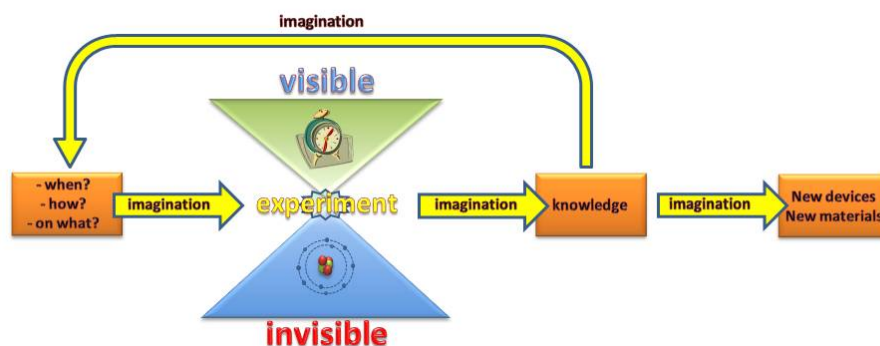 imagination
visible
- when?
- how?
- on what?
imagination
experiment
imagination
knowledge
imagination
New devices
New materials
invisible